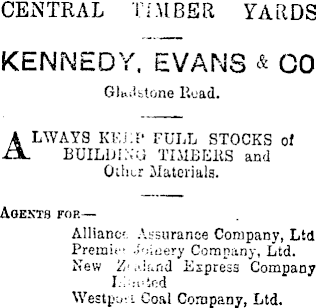 CENTRAL TIMBER YARDS
KENNEDY, EVANS & CO
Gladstone Road.
ALWAYS KEEP FULL STOCKS of
BUILDING TIMBERS and
Other Materials.
AGENTS FOR—
Alliance Assurance Company, Ltd
Premier Joinery Company, Ltd.
New Zealand Express Company
Limited
Westport Coal Company, Ltd.